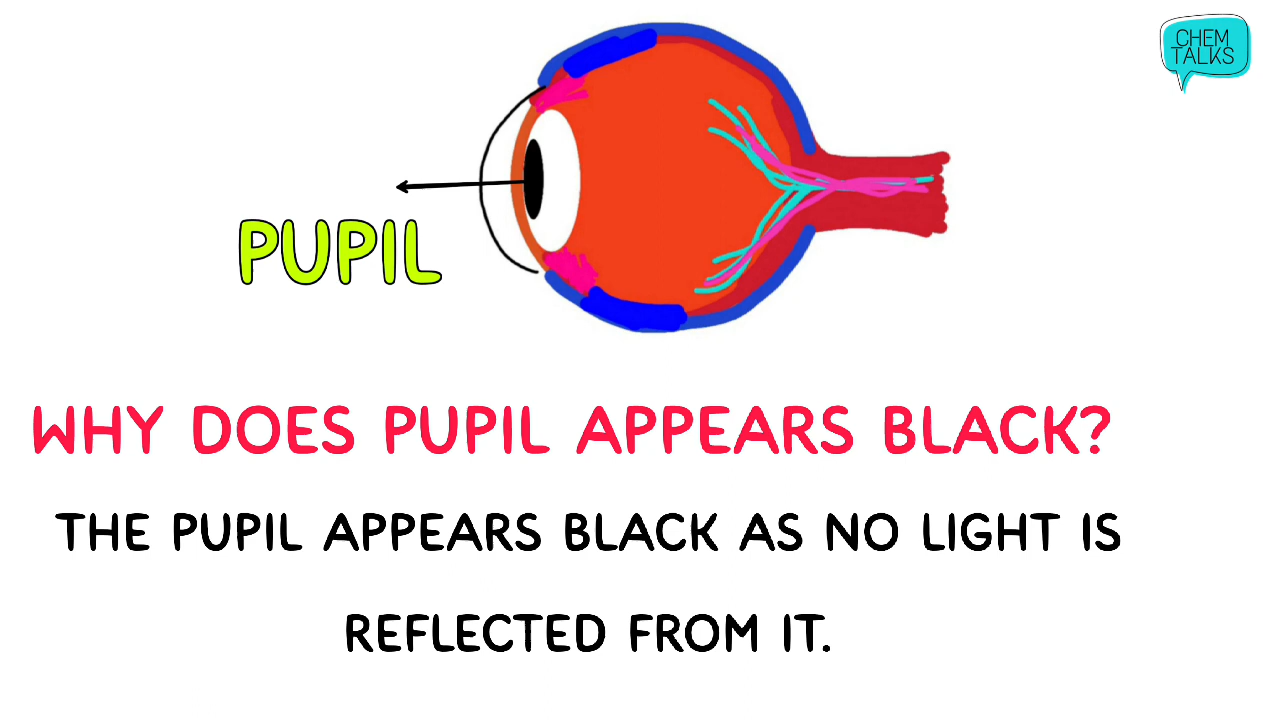 CHEM
TALKS
PUPIL
WHY DOES PUPIL APPEARS BLACK?
THE PUPIL APPEARS BLACK AS NO LIGHT IS
REFLECTED FROM IT.